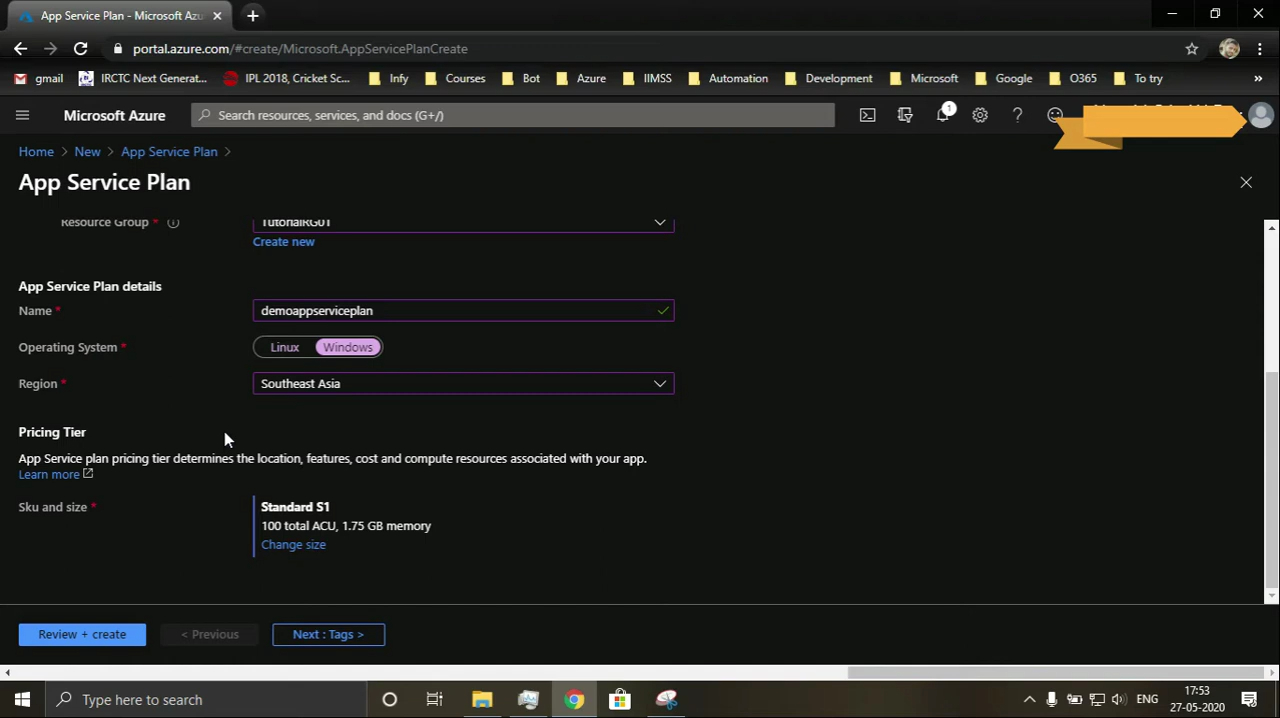 App Service Plan - Microsoft Azu
portal.azure.com/#create/Microsoft.AppServicePlanCreate
gmail IRCTC Next Generat... IPL 2018, Cricket Sc... Infy Courses Bot Azure IIMSS Automation Development Microsoft Google O365 To try »
Microsoft Azure Search resources, services, and docs (G+/) 1
Home > New > App Service Plan >
App Service Plan
Resource Group * TutorialRG01
Create new
App Service Plan details
Name * demoappserviceplan
Operating System * Linux Windows
Region * Southeast Asia
Pricing Tier
App Service plan pricing tier determines the location, features, cost and compute resources associated with your app.
Learn more
Sku and size * Standard S1
100 total ACU, 1.75 GB memory
Change size
Review + create < Previous Next : Tags >
Type here to search ENG 17:53
27-05-2020